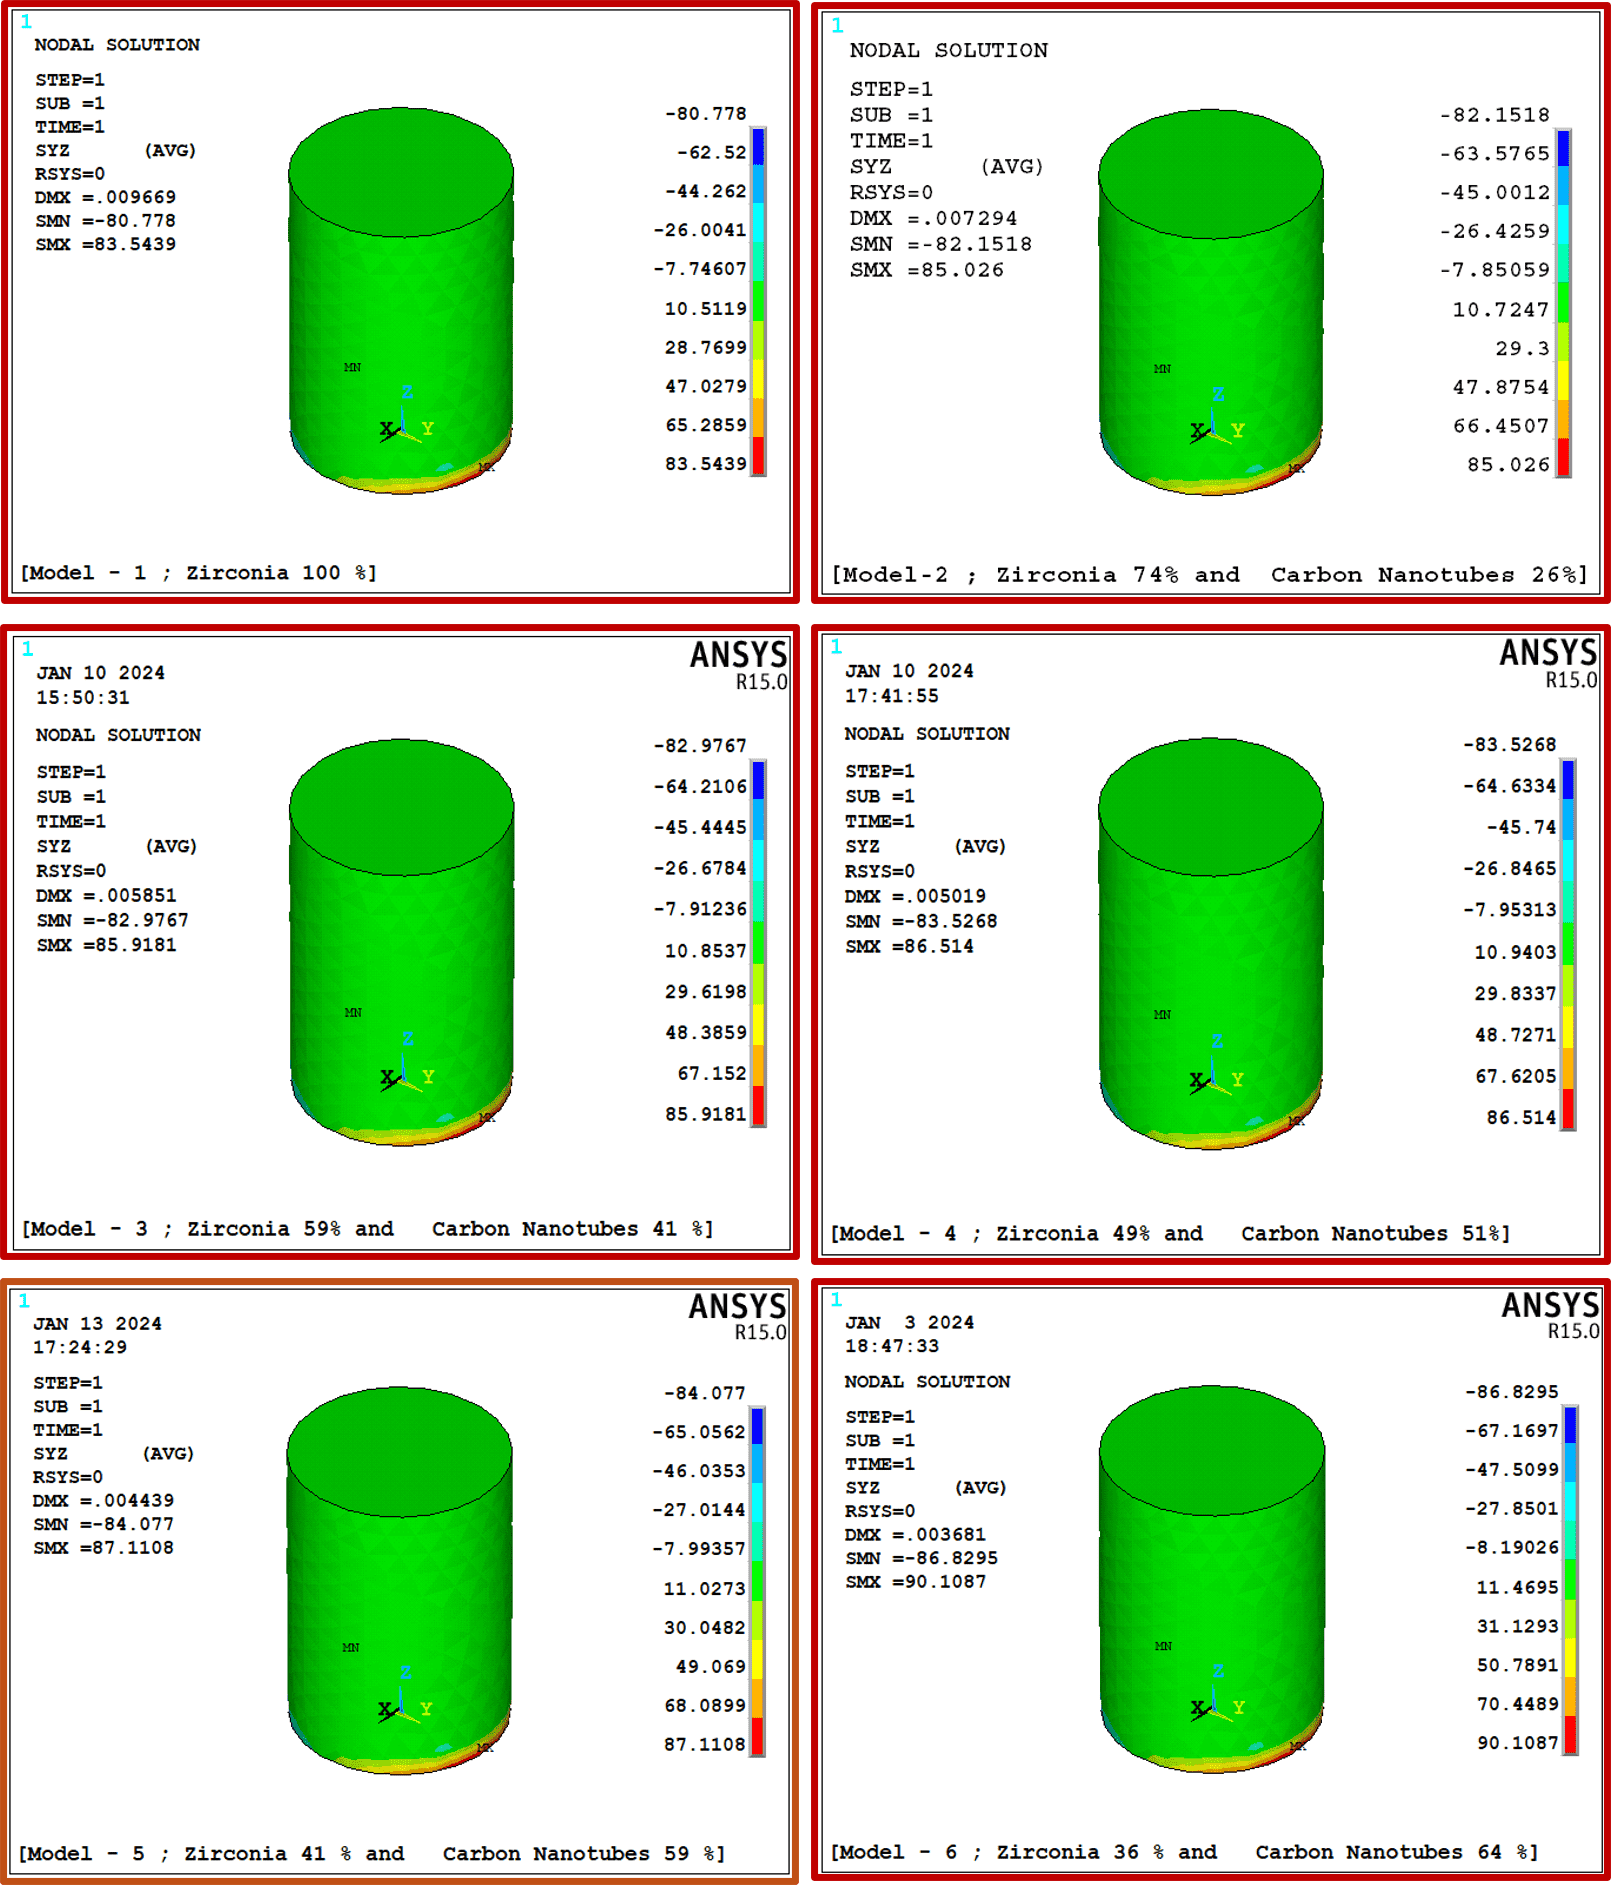 1
NODAL SOLUTION
STEP=1
SUB =1
TIME=1
SYZ (AVG)
RSYS=0
DMX =.009669
SMN =-80.778
SMX =83.5439
-80.778
-62.52
-44.262
-26.0041
-7.74607
10.5119
28.7699
47.0279
65.2859
83.5439
MN
Z
X Y
MX
[Model - 1 ; Zirconia 100 %]
1
NODAL SOLUTION
STEP=1
SUB =1
TIME=1
SYZ (AVG)
RSYS=0
DMX =.007294
SMN =-82.1518
SMX =85.026
-82.1518
-63.5765
-45.0012
-26.4259
-7.85059
10.7247
29.3
47.8754
66.4507
85.026
MN
Z
X Y
MX
[Model-2 ; Zirconia 74% and Carbon Nanotubes 26%]
1
ANSYS
R15.0
JAN 10 2024
15:50:31
NODAL SOLUTION
STEP=1
SUB =1
TIME=1
SYZ (AVG)
RSYS=0
DMX =.005851
SMN =-82.9767
SMX =85.9181
-82.9767
-64.2106
-45.4445
-26.6784
-7.91236
10.8537
29.6198
48.3859
67.152
85.9181
MN
Z
X Y
MX
[Model - 3 ; Zirconia 59% and Carbon Nanotubes 41 %]
1
ANSYS
R15.0
JAN 10 2024
17:41:55
NODAL SOLUTION
STEP=1
SUB =1
TIME=1
SYZ (AVG)
RSYS=0
DMX =.005019
SMN =-83.5268
SMX =86.514
-83.5268
-64.6334
-45.74
-26.8465
-7.95313
10.9403
29.8337
48.7271
67.6205
86.514
MN
Z
X Y
MX
[Model - 4 ; Zirconia 49% and Carbon Nanotubes 51%]
1
ANSYS
R15.0
JAN 13 2024
17:24:29
STEP=1
SUB =1
TIME=1
SYZ (AVG)
RSYS=0
DMX =.004439
SMN =-84.077
SMX =87.1108
-84.077
-65.0562
-46.0353
-27.0144
-7.99357
11.0273
30.0482
49.069
68.0899
87.1108
MN
Z
X Y
MX
[Model - 5 ; Zirconia 41 % and Carbon Nanotubes 59 %]
1
ANSYS
R15.0
JAN 3 2024
18:47:33
NODAL SOLUTION
STEP=1
SUB =1
TIME=1
SYZ (AVG)
RSYS=0
DMX =.003681
SMN =-86.8295
SMX =90.1087
-86.8295
-67.1697
-47.5099
-27.8501
-8.19026
11.4695
31.1293
50.7891
70.4489
90.1087
MN
Z
X Y
MX
[Model - 6 ; Zirconia 36 % and Carbon Nanotubes 64 %]